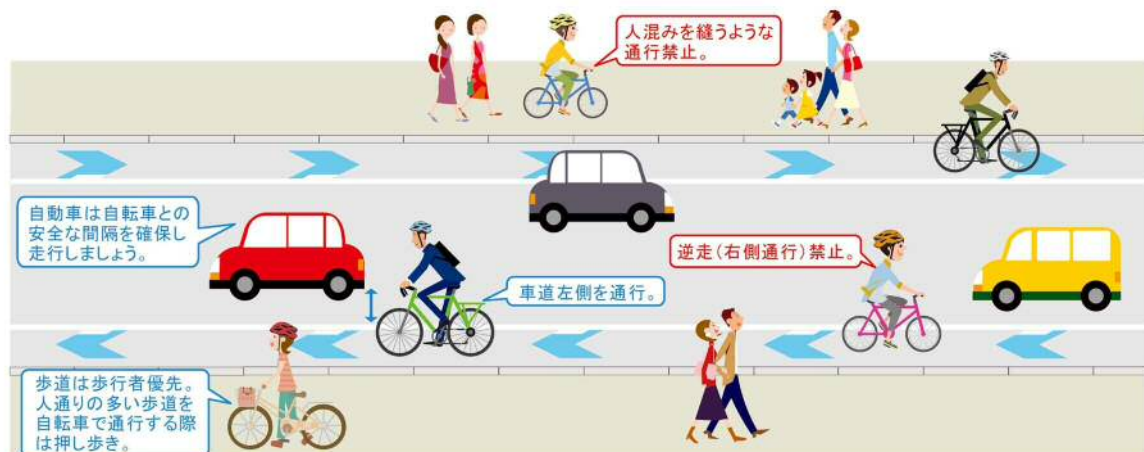 人混みを縫うような
通行禁止。
自動車は自転車との
安全な間隔を確保し
走行しましょう。
車道左側を通行。
逆走(右側通行)禁止。
歩道は歩行者優先。
人通りの多い歩道を
自転車で通行する際
は押し歩き。